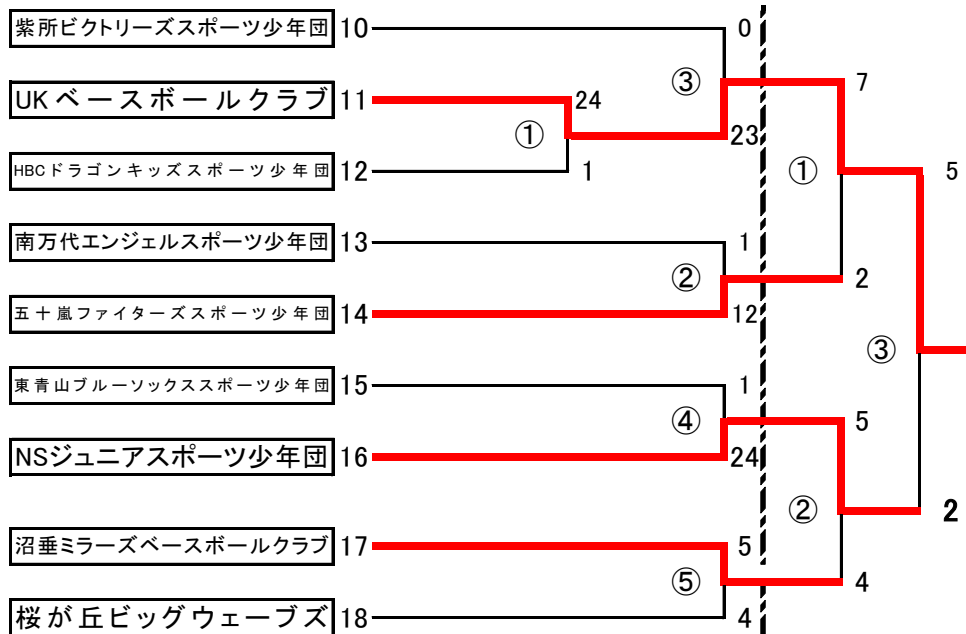 紫所ビクトリーズスポーツ少年団 10 0
③ 7
UKベースボールクラブ 11 24
① 23
HBCドラゴンキッズスポーツ少年団 12 1
① 5
南万代エンジェルスポーツ少年団 13 1
② 2
五十嵐ファイターズスポーツ少年団 14 12
③
東青山ブルーソックススポーツ少年団 15 1
④ 5
NSジュニアスポーツ少年団 16 24
② 2
沼垂ミラーズベースボールクラブ 17 5
⑤ 4
桜が丘ビッグウェーブズ 18 4